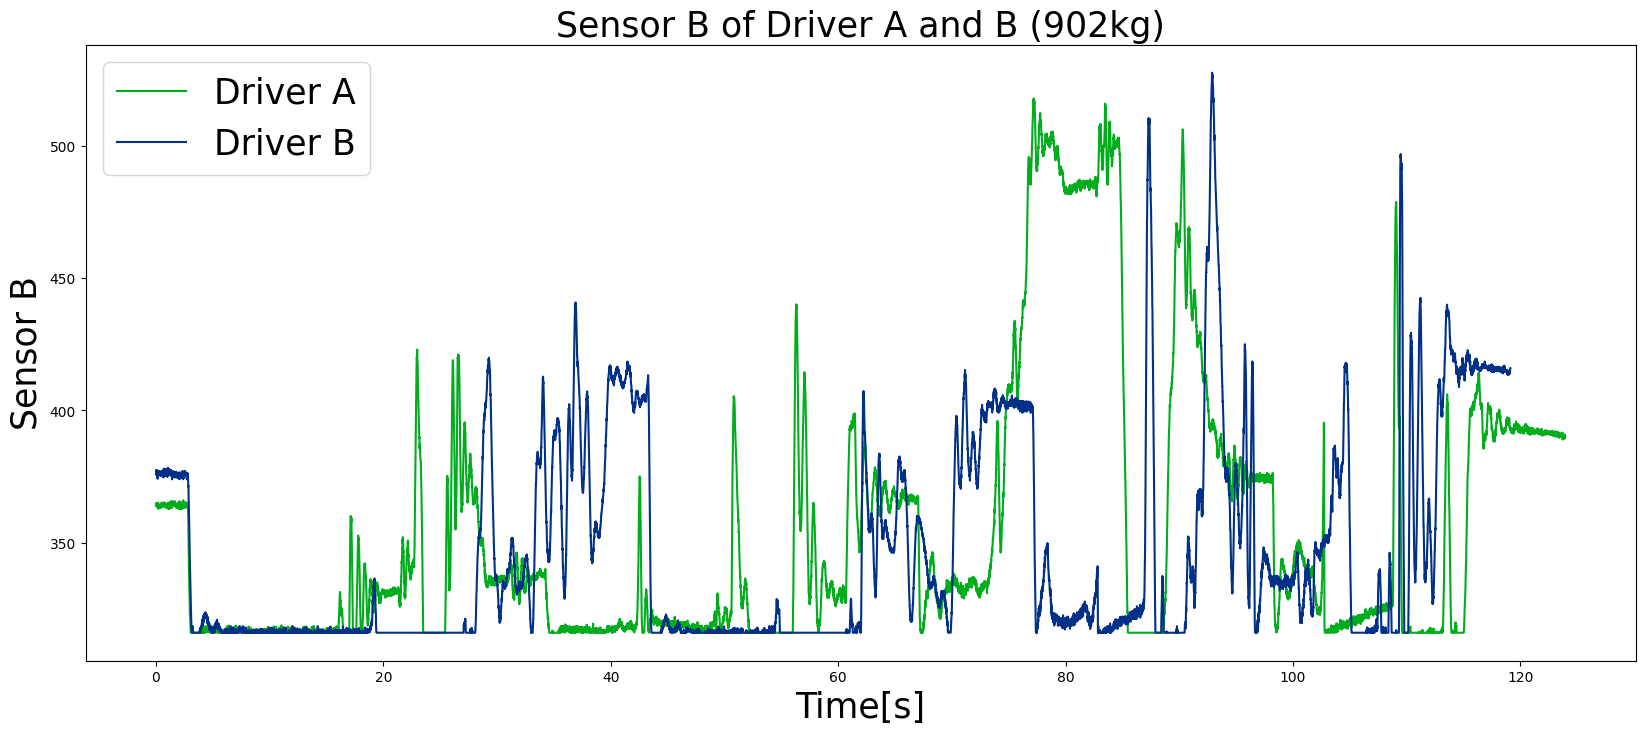 Sensor B of Driver A and B (902kg)
Driver A
Driver B
Sensor B
500
450
400
350
0 20 40 60 80 100 120
Time[s]